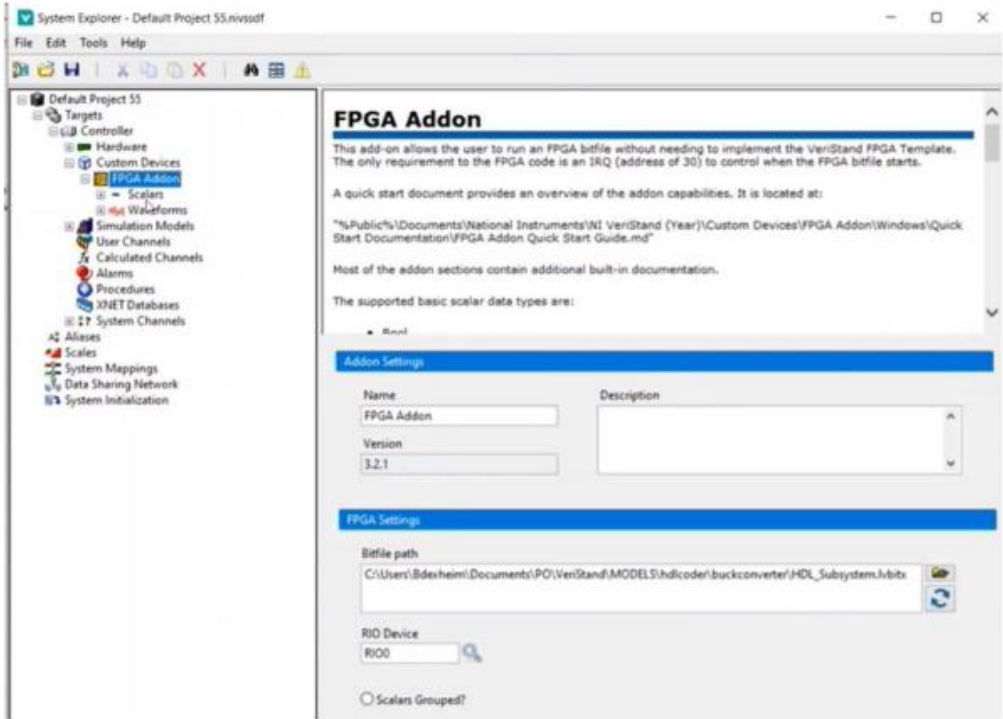 System Explorer - Default Project 55.nivssdf
File Edit Tools Help
Default Project 55
Targets
Controller
Hardware
Custom Devices
FPGA Addon
Scalars
Waveforms
Simulation Models
User Channels
Calculated Channels
Alarms
Procedures
XNET Databases
System Channels
Aliases
Scales
System Mappings
Data Sharing Network
System Initialization
FPGA Addon
This add-on allows the user to run an FPGA bitfile without needing to implement the VeriStand FPGA Template.
The only requirement to the FPGA code is an IRQ (address of 30) to control when the FPGA bitfile starts.
A quick start document provides an overview of the addon capabilities. It is located at:
"%Public%\Documents\National Instruments\NI VeriStand (Year)\Custom Devices\FPGA Addon\Windows\Quick
Start Documentation\FPGA Addon Quick Start Guide.md"
Most of the addon sections contain additional built-in documentation.
The supported basic scalar data types are:
• Bool
Addon Settings
Name
FPGA Addon
Description
Version
3.2.1
FPGA Settings
Bitfile path
C:\Users\Bdexheim\Documents\PO\VeriStand\MODELS\hdlcoder\buckconverter\HDL_Subsystem.lvbitx
RIO Device
RIO0
Scalars Grouped?